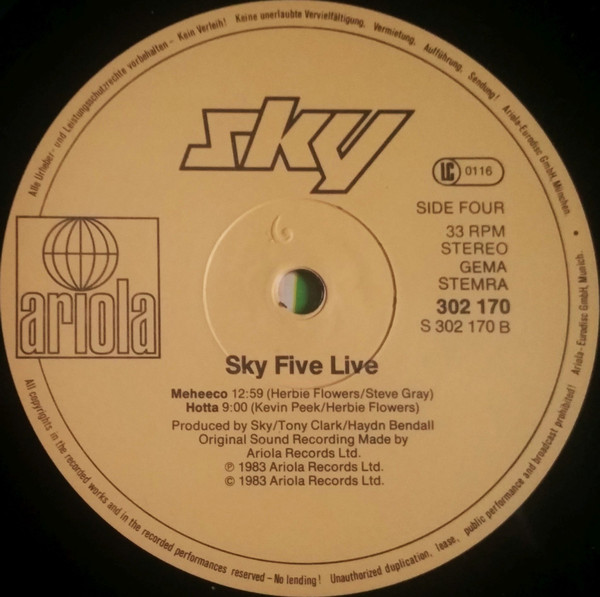 Alle Urheber- und Leistungsschutzrechte vorbehalten - Kein Verleih! Keine unerlaubte Vervielfältigung, Vermietung, Aufführung, Sendung! Ariola-Eurodisc GmbH, München.
sky
LC 0116
SIDE FOUR
33 RPM
STEREO
GEMA
STEMRA
302 170
S 302 170 B
ariola
6
Sky Five Live
Meheeco 12:59 (Herbie Flowers/Steve Gray)
Hotta 9:00 (Kevin Peek/Herbie Flowers)
Produced by Sky/Tony Clark/Haydn Bendall
Original Sound Recording Made by
Ariola Records Ltd.
℗ 1983 Ariola Records Ltd.
© 1983 Ariola Records Ltd.
All copyrights in the recorded works and in the recorded performances reserved - No lending! Unauthorized duplication, lease, public performance and broadcast prohibited! Ariola-Eurodisc GmbH, Munich.